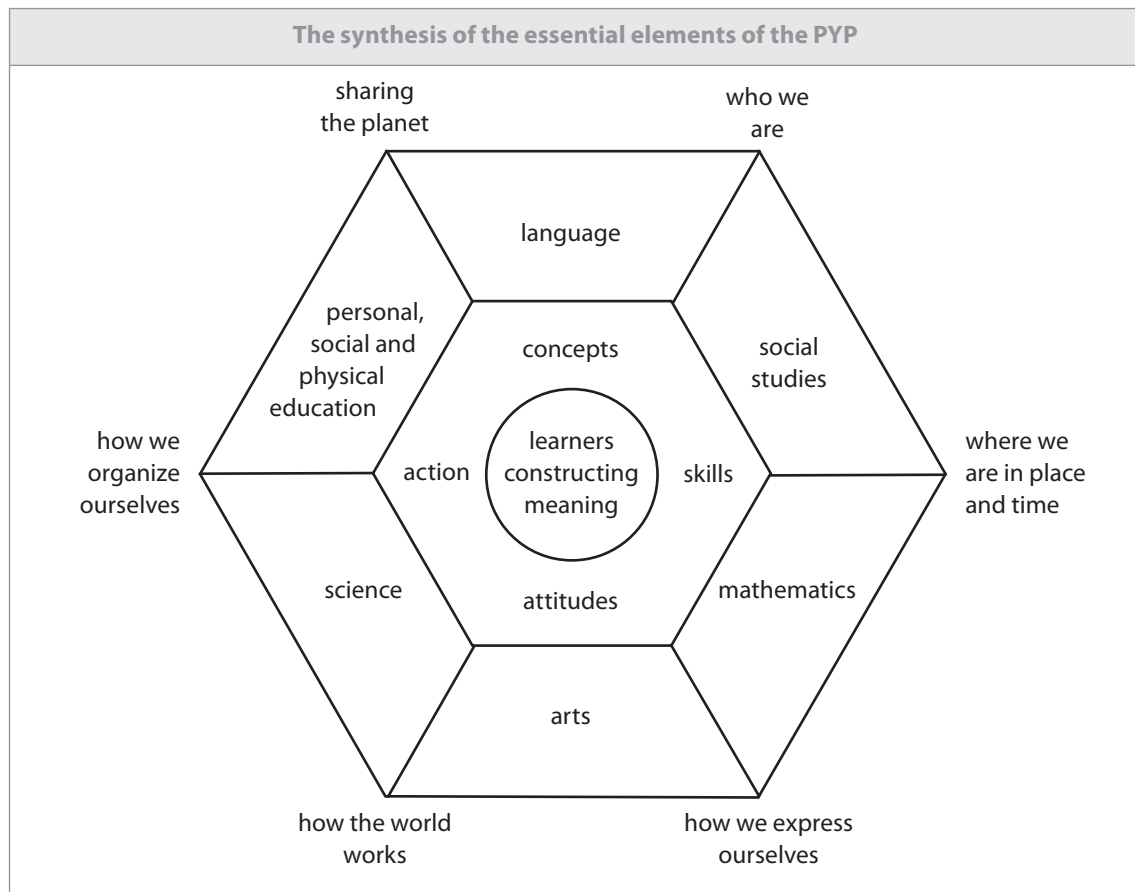 The synthesis of the essential elements of the PYP
sharing
the planet
who we
are
language
personal,
social and
physical
education
concepts
social
studies
how we
organize
ourselves
action
learners
constructing
meaning
skills
where we
are in place
and time
science
attitudes
mathematics
arts
how the world
works
how we express
ourselves